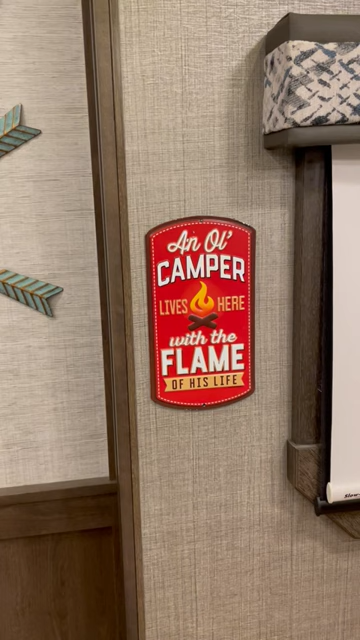 An Ol'
CAMPER
LIVES HERE
with the
FLAME
OF HIS LIFE